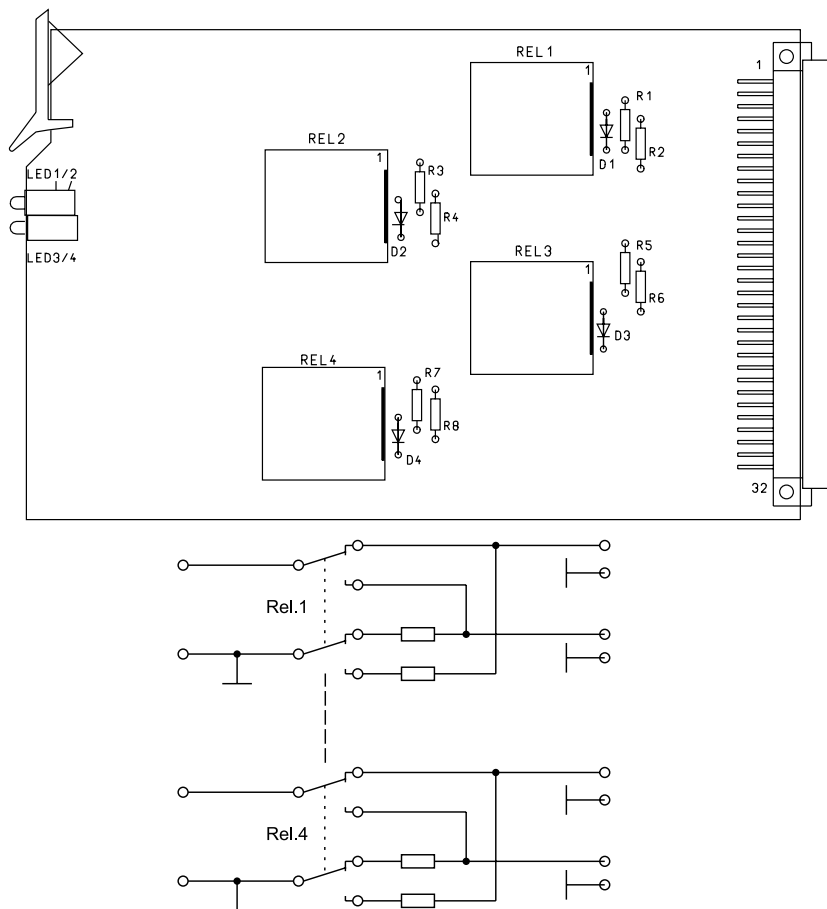 REL1
1
1
R1
R2
D1
REL2
1
LED1/2
R3
R4
D2
LED3/4
REL3
1
R5
R6
D3
REL4
1
R7
R8
D4
32
Rel.1
Rel.4